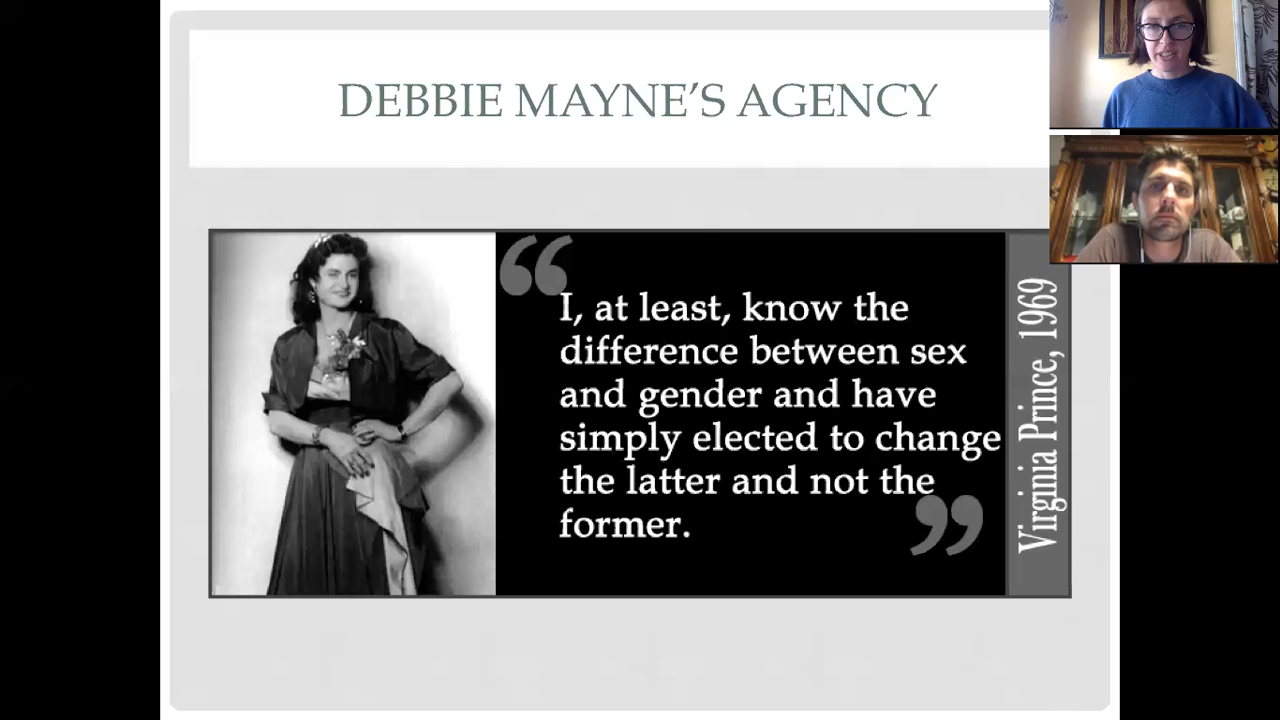 DEBBIE MAYNE’S AGENCY
“
I, at least, know the
difference between sex
and gender and have
simply elected to change
the latter and not the
former.
”
Virginia Prince, 1969